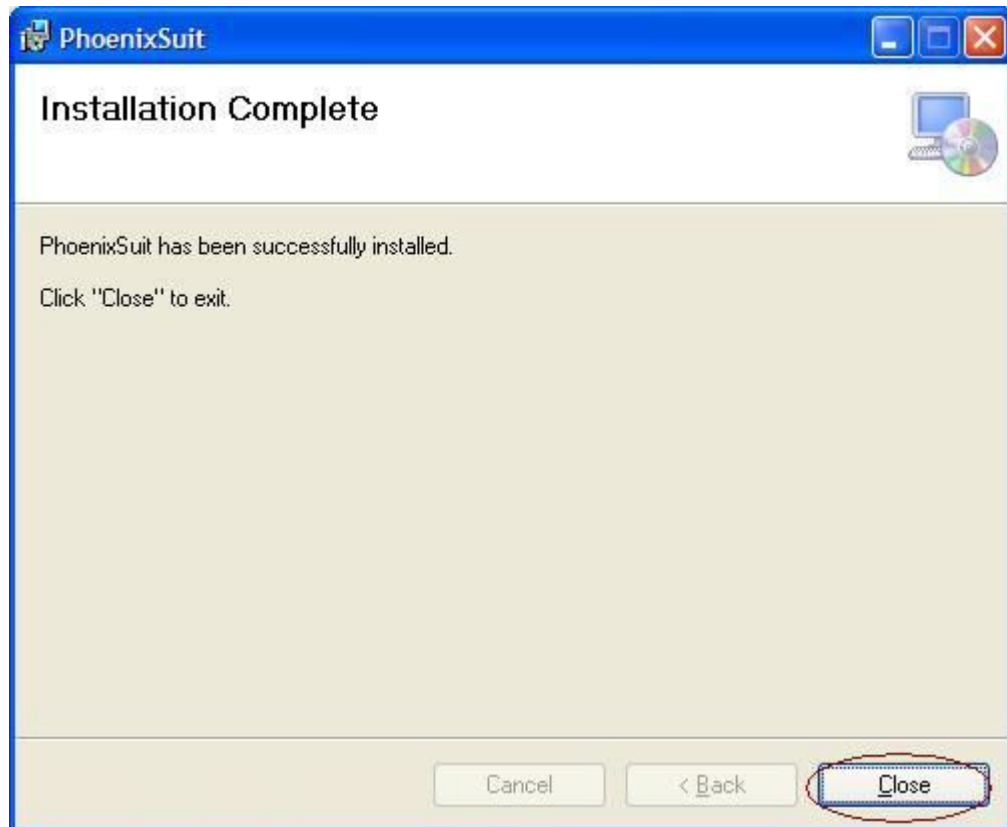 PhoenixSuit
Installation Complete
PhoenixSuit has been successfully installed.
Click "Close" to exit.
Cancel
< Back
Close